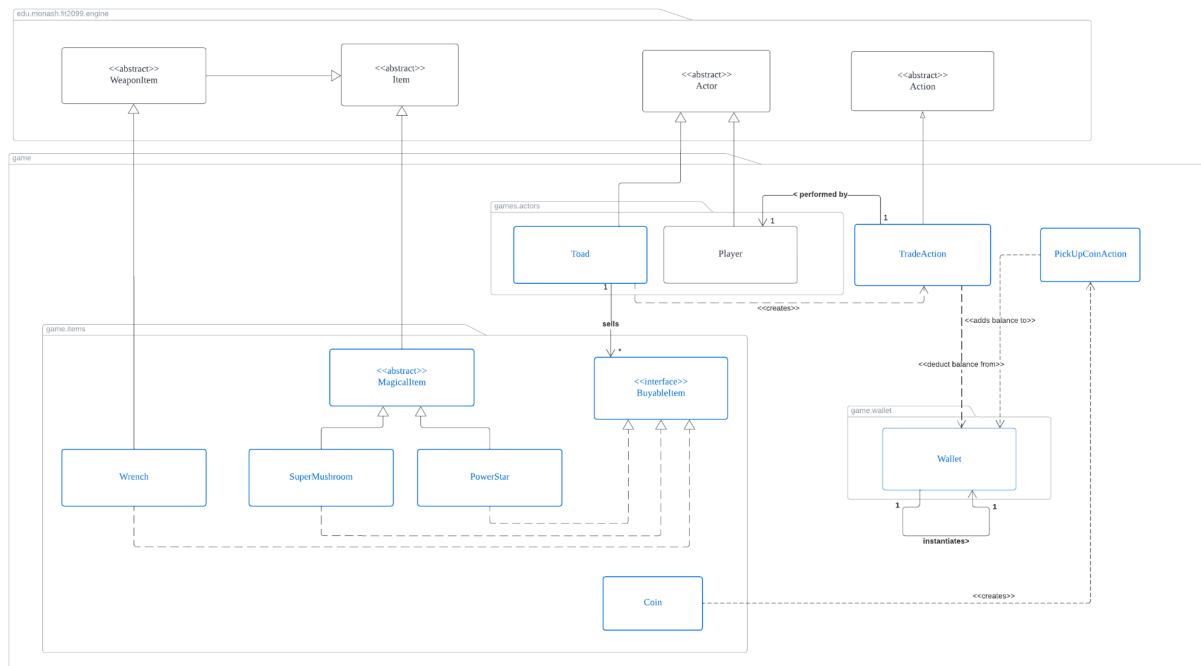 edu.monash.fit2099.engine
<<abstract>>
WeaponItem
<<abstract>>
Item
<<abstract>>
Actor
<<abstract>>
Action
game
games.actors
< performed by
1
1
Toad
Player
TradeAction
PickUpCoinAction
1
<<creates>>
sells
*
<<adds balance to>>
<<deduct balance from>>
game.items
<<abstract>>
MagicalItem
<<interface>>
BuyableItem
game.wallet
Wallet
Wrench
SuperMushroom
PowerStar
1
1
instantiates>
Coin
<<creates>>